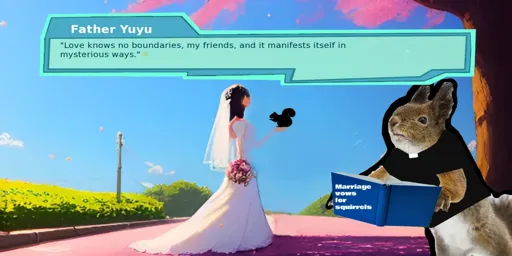 Father Yuyu
"Love knows no boundaries, my friends, and it manifests itself in
mysterious ways."
Marriage
vows
for
squirrels